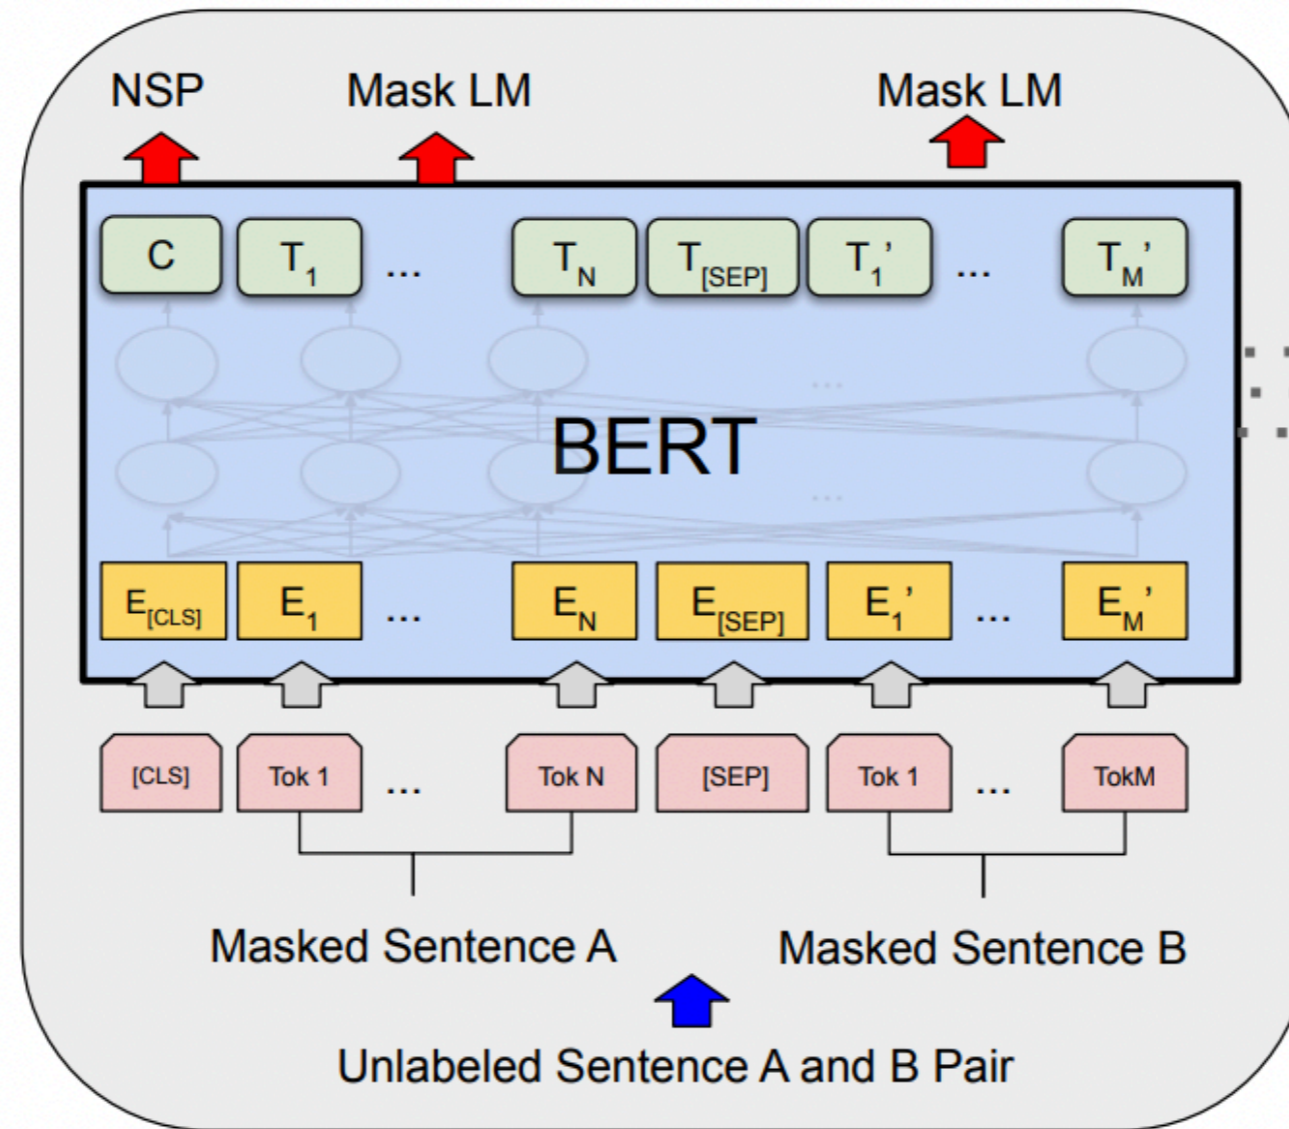 NSP Mask LM Mask LM
C T1 ... TN T[SEP] T1’ ... TM’
...
BERT
...
E[CLS] E1 ... EN E[SEP] E1’ ... EM’
[CLS] Tok 1 ... Tok N [SEP] Tok 1 ... TokM
Masked Sentence A Masked Sentence B
Unlabeled Sentence A and B Pair